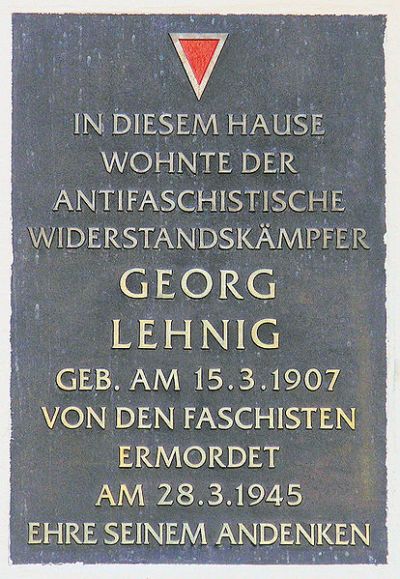 IN DIESEM HAUSE
WOHNTE DER
ANTIFASCHISTISCHE
WIDERSTANDSKÄMPFER
GEORG
LEHNIG
GEB. AM 15.3.1907
VON DEN FASCHISTEN
ERMORDET
AM 28.3.1945
EHRE SEINEM ANDENKEN